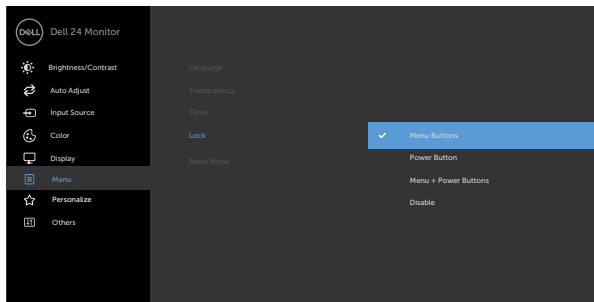 DELL
Dell 24 Monitor
Brightness/Contrast
Auto Adjust
Input Source
Color
Display
Menu
Personalize
Others
Language
Transparency
Timer
Lock
Reset Menu
Menu Buttons
Power Button
Menu + Power Buttons
Disable